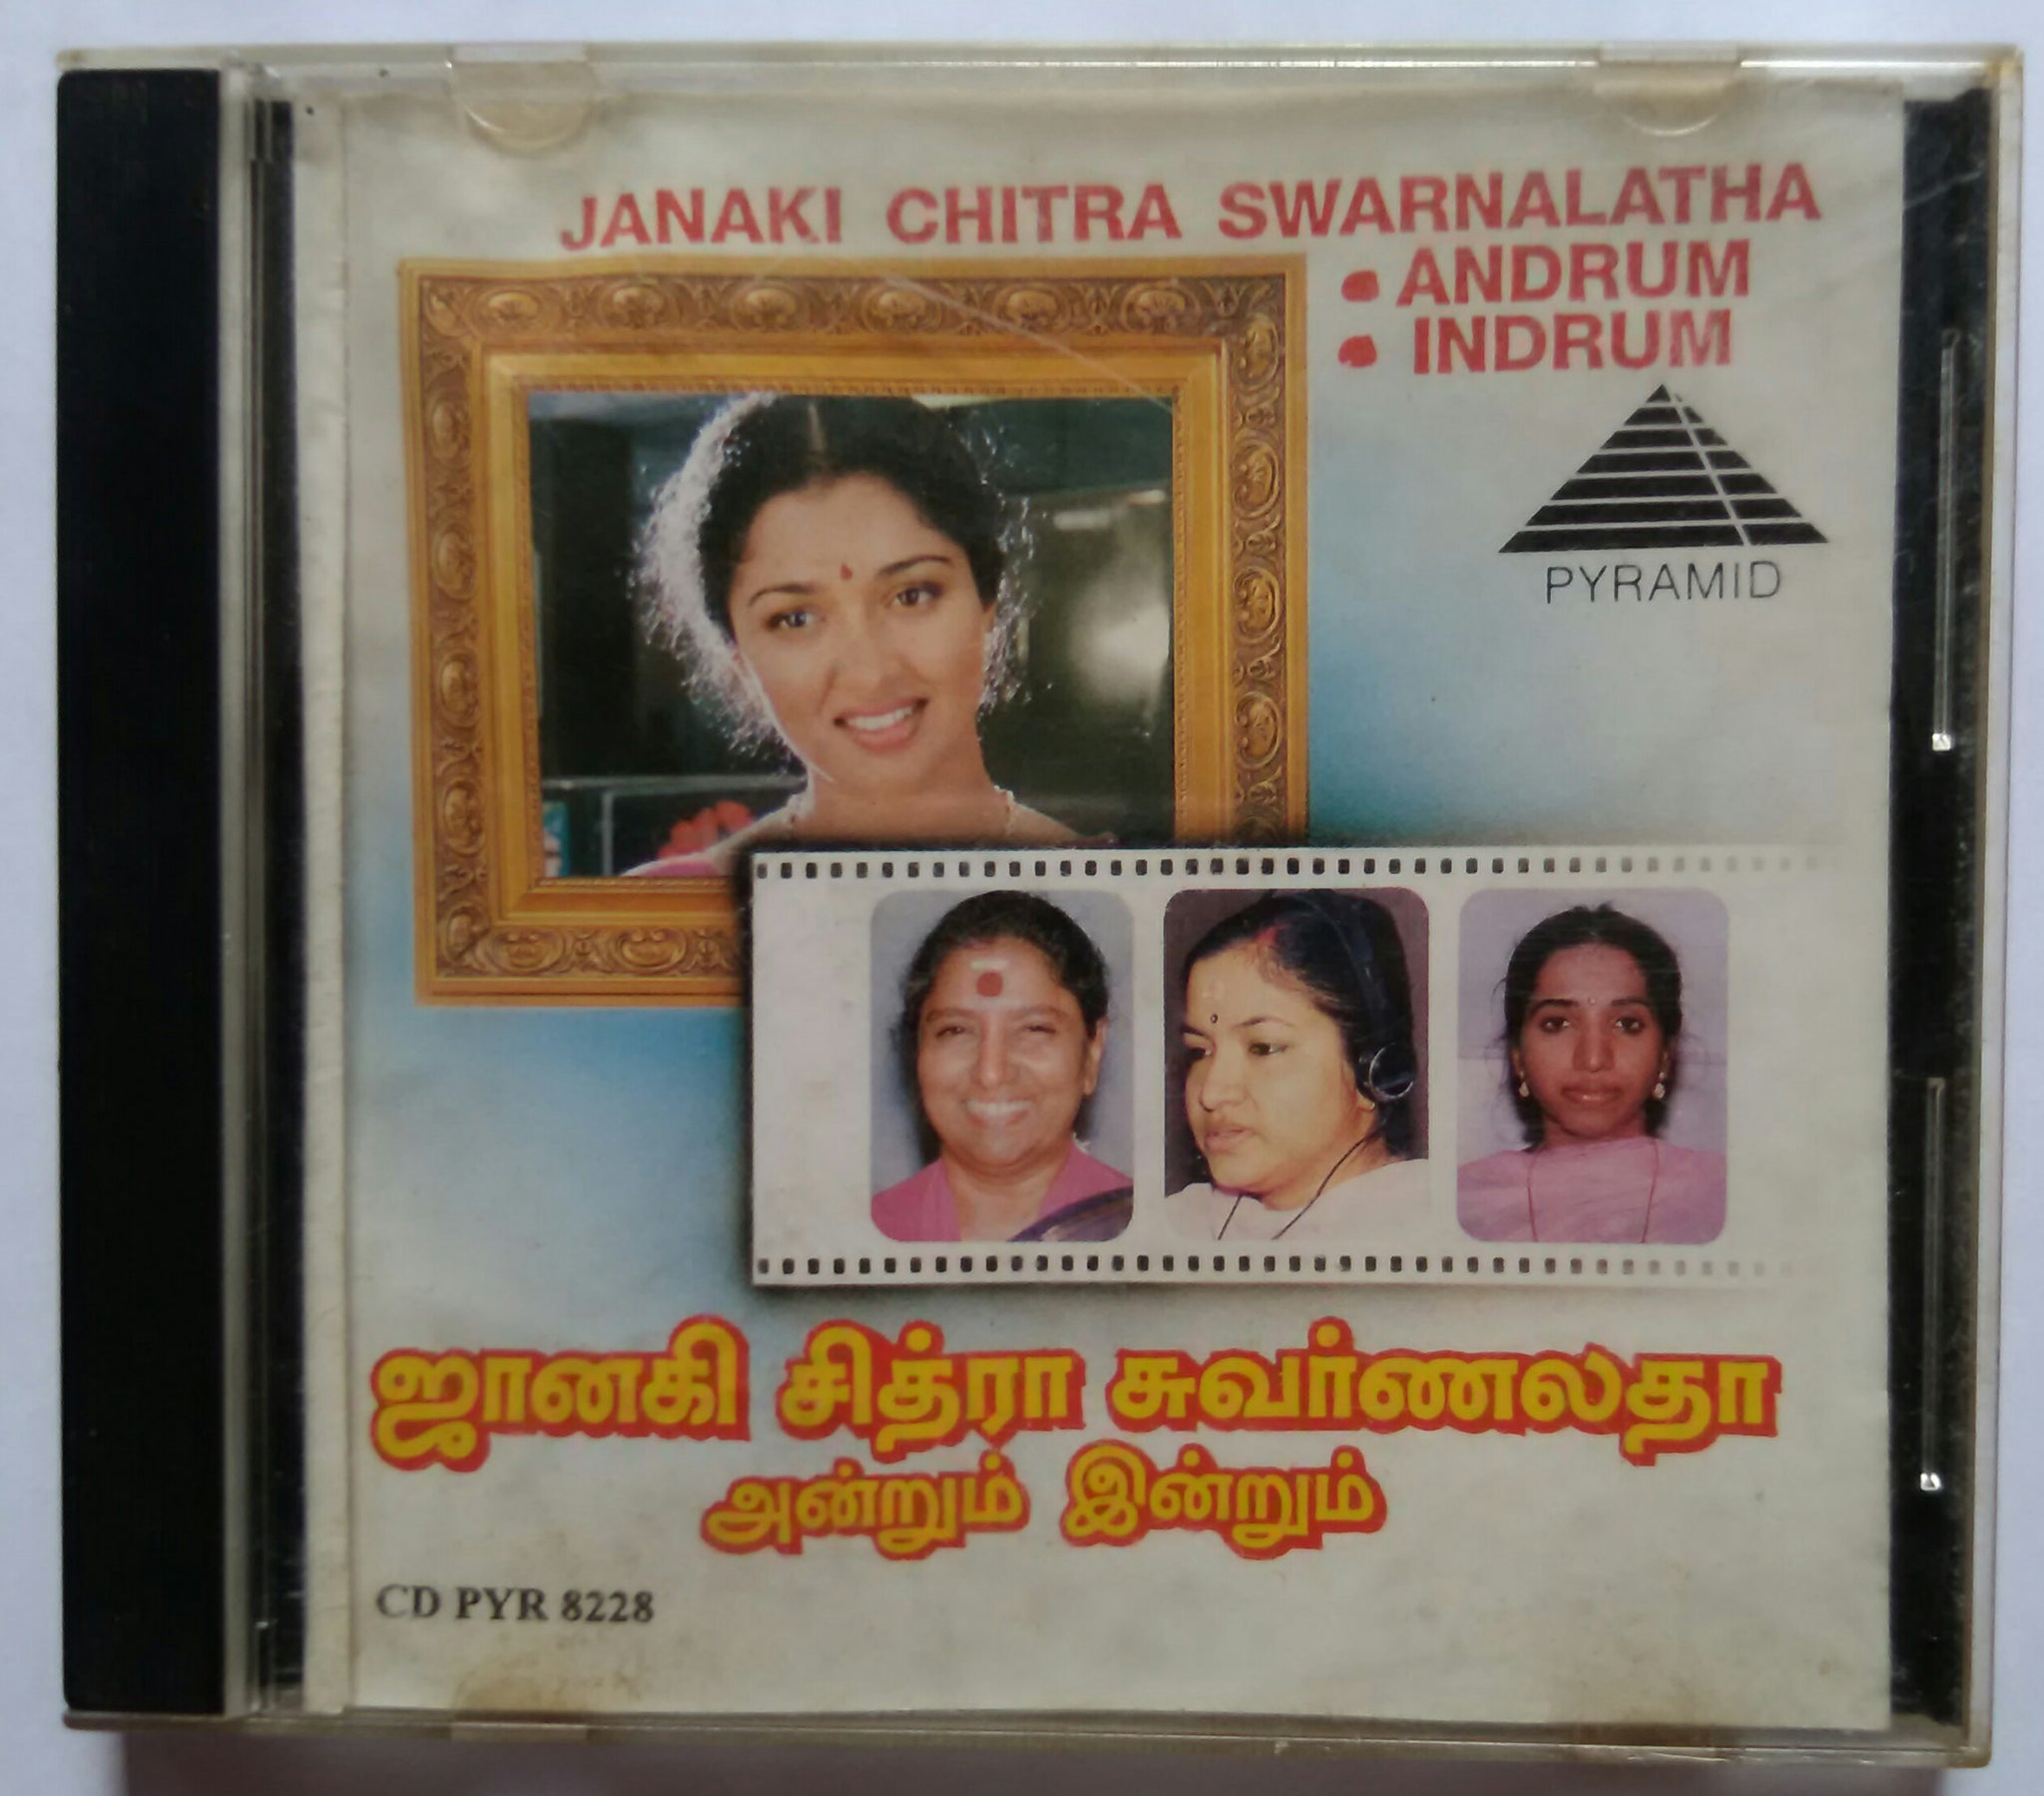 JANAKI CHITRA SWARNALATHA
• ANDRUM
• INDRUM
PYRAMID
ஜானகி சித்ரா சுவர்ணலதா
அன்றும் இன்றும்
CD PYR 8228